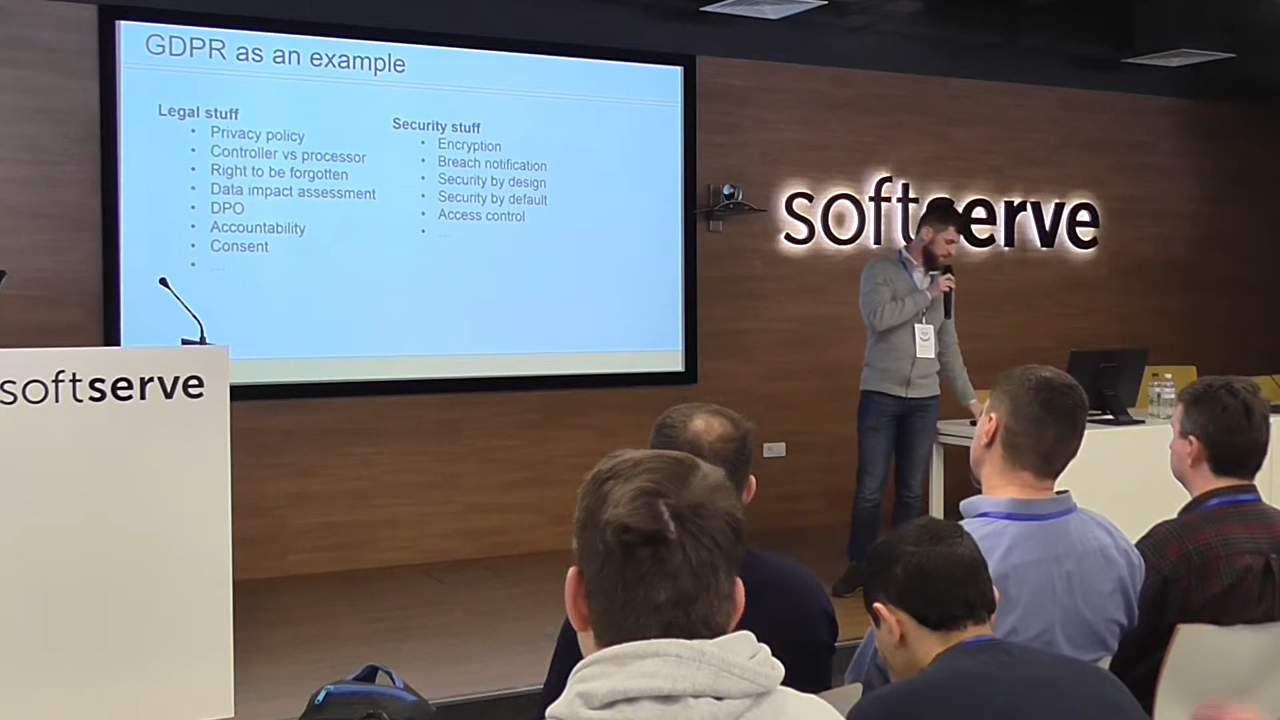 GDPR as an example
Legal stuff
• Privacy policy
• Controller vs processor
• Right to be forgotten
• Data impact assessment
• DPO
• Accountability
• Consent
• ...
Security stuff
• Encryption
• Breach notification
• Security by design
• Security by default
• Access control
• ...
softserve
softserve